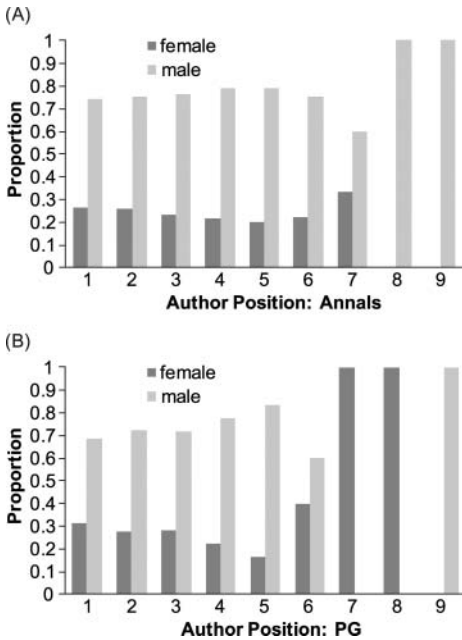 (A)
female
male
Proportion
1
0.9
0.8
0.7
0.6
0.5
0.4
0.3
0.2
0.1
0
1 2 3 4 5 6 7 8 9
Author Position: Annals
(B)
female
male
Proportion
1
0.9
0.8
0.7
0.6
0.5
0.4
0.3
0.2
0.1
0
1 2 3 4 5 6 7 8 9
Author Position: PG